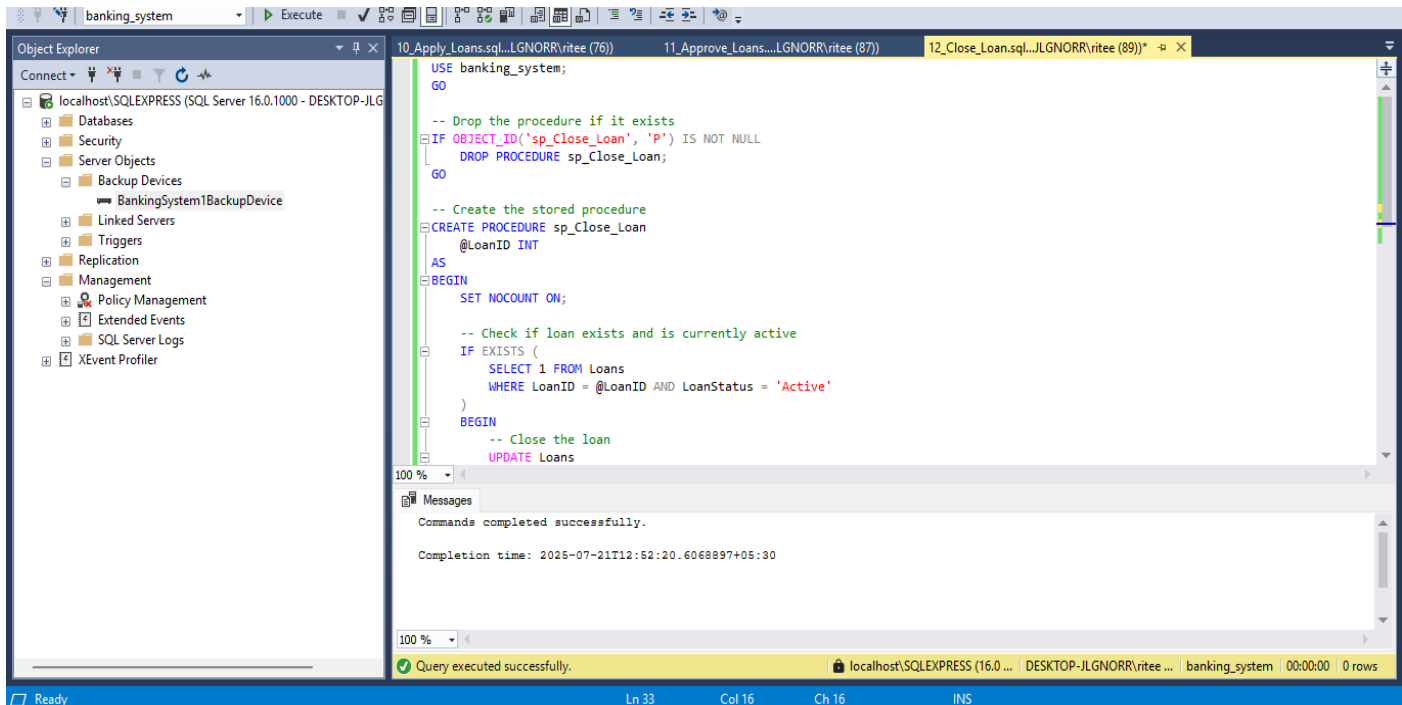 banking_system
Execute
Object Explorer
Connect
localhost\SQLEXPRESS (SQL Server 16.0.1000 - DESKTOP-JLG
Databases
Security
Server Objects
Backup Devices
BankingSystem1BackupDevice
Linked Servers
Triggers
Replication
Management
Policy Management
Extended Events
SQL Server Logs
XEvent Profiler
10_Apply_Loans.sql...LGNORR\ritee (76))
11_Approve_Loans....LGNORR\ritee (87))
12_Close_Loan.sql...JLGNORR\ritee (89))*
USE banking_system;
GO
-- Drop the procedure if it exists
IF OBJECT_ID('sp_Close_Loan', 'P') IS NOT NULL
DROP PROCEDURE sp_Close_Loan;
GO
-- Create the stored procedure
CREATE PROCEDURE sp_Close_Loan
@LoanID INT
AS
BEGIN
SET NOCOUNT ON;
-- Check if loan exists and is currently active
IF EXISTS (
SELECT 1 FROM Loans
WHERE LoanID = @LoanID AND LoanStatus = 'Active'
)
BEGIN
-- Close the loan
UPDATE Loans
100 %
Messages
Commands completed successfully.
Completion time: 2025-07-21T12:52:20.6068897+05:30
100 %
Query executed successfully.
localhost\SQLEXPRESS (16.0 ...
DESKTOP-JLGNORR\ritee ...
banking_system
00:00:00
0 rows
Ready
Ln 33
Col 16
Ch 16
INS